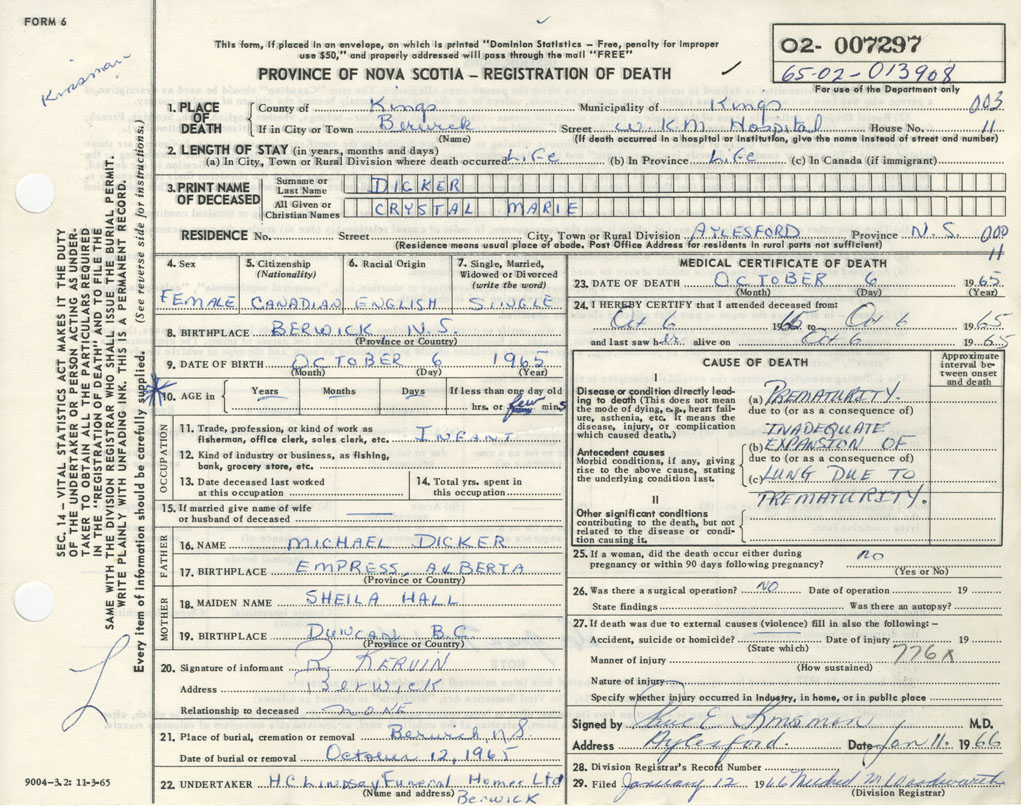 FORM 6
Kinsman
This form, if placed in an envelope, on which is printed "Dominion Statistics – Free, penalty for improper
use $50," and properly addressed will pass through the mail "FREE"
PROVINCE OF NOVA SCOTIA – REGISTRATION OF DEATH
02- 007297
65-02-013908
For use of the Department only
1. PLACE OF DEATH County of Kings Municipality of Kings 003
If in City or Town Berwick Street W.K.M. Hospital House No. 11
(Name) (If death occurred in a hospital or institution, give the name instead of street and number)
2. LENGTH OF STAY (in years, months and days)
(a) In City, Town or Rural Division where death occurred Life (b) In Province Life (c) In Canada (if immigrant)
3. PRINT NAME OF DECEASED Surname or Last Name DICKER
All Given or Christian Names CRYSTAL MARIE
RESIDENCE No. Street City, Town or Rural Division AYLESFORD Province N.S. 000
(Residence means usual place of abode. Post Office Address for residents in rural parts not sufficient) 11
4. Sex FEMALE
5. Citizenship (Nationality) CANADIAN
6. Racial Origin ENGLISH
7. Single, Married, Widowed or Divorced (write the word) SINGLE
8. BIRTHPLACE BERWICK N.S.
(Province or Country)
9. DATE OF BIRTH OCTOBER 6 1965
(Month) (Day) (Year)
10. AGE in Years Months Days If less than one day old
hrs. or few mins
OCCUPATION
11. Trade, profession, or kind of work as fisherman, office clerk, sales clerk, etc. INFANT
12. Kind of industry or business, as fishing, bank, grocery store, etc.
13. Date deceased last worked at this occupation
14. Total yrs. spent in this occupation
15. If married give name of wife or husband of deceased
FATHER
16. NAME MICHAEL DICKER
17. BIRTHPLACE EMPRESS, ALBERTA
(Province or Country)
MOTHER
18. MAIDEN NAME SHEILA HALL
19. BIRTHPLACE DUNCAN B.C.
(Province or Country)
20. Signature of informant R. KERVIN
Address Berwick
Relationship to deceased NONE
21. Place of burial, cremation or removal Berwick, N.S
Date of burial or removal October 12, 1965
22. UNDERTAKER H C Lindsay Funeral Homes Ltd
(Name and address) Berwick
MEDICAL CERTIFICATE OF DEATH
23. DATE OF DEATH OCTOBER 6 1965
(Month) (Day) (Year)
24. I HEREBY CERTIFY that I attended deceased from:
Oct 6 1965 to Oct 6 1965
and last saw her alive on Oct 6 1965
CAUSE OF DEATH
Approximate interval between onset and death
I
Disease or condition directly leading to death (This does not mean the mode of dying, e.g., heart failure, asthenia, etc. It means the disease, injury, or complication which caused death.)
(a) PREMATURITY.
due to (or as a consequence of)
INADEQUATE
Antecedent causes
Morbid conditions, if any, giving rise to the above cause, stating the underlying condition last.
(b) EXPANSION OF
due to (or as a consequence of)
(c) LUNG DUE TO
PREMATURITY.
II
Other significant conditions
contributing to the death, but not related to the disease or condition causing it.
25. If a woman, did the death occur either during pregnancy or within 90 days following pregnancy? no
(Yes or No)
26. Was there a surgical operation? NO Date of operation 19
State findings Was there an autopsy?
27. If death was due to external causes (violence) fill in also the following:–
Accident, suicide or homicide? Date of injury 19
(State which)
Manner of injury 776x
(How sustained)
Nature of injury
Specify whether injury occurred in industry, in home, or in public place
Signed by Paul E Kinsman M.D.
Address Aylesford. Date Jan 11. 1966
28. Division Registrar's Record Number
29. Filed January 12 1966
(Division Registrar)
SEC. 14 – VITAL STATISTICS ACT MAKES IT THE DUTY
OF THE UNDERTAKER OR PERSON ACTING AS UNDER-
TAKER TO OBTAIN ALL THE PARTICULARS REQUIRED
IN THE "REGISTRATION OF DEATH" AND TO FILE THE
SAME WITH THE DIVISION REGISTRAR WHO SHALL ISSUE THE BURIAL PERMIT.
WRITE PLAINLY WITH UNFADING INK. THIS IS A PERMANENT RECORD.
Every item of information should be carefully supplied. (See reverse side for instructions.)
9004-3.2: 11-3-65